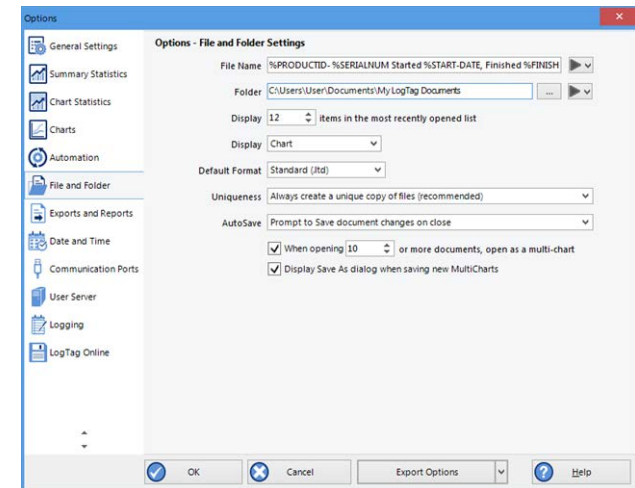 Options
General Settings
Summary Statistics
Chart Statistics
Charts
Automation
File and Folder
Exports and Reports
Date and Time
Communication Ports
User Server
Logging
LogTag Online
Options - File and Folder Settings
File Name %PRODUCTID- %SERIALNUM Started %START-DATE, Finished %FINISH
Folder C:\Users\User\Documents\My LogTag Documents ...
Display 12 items in the most recently opened list
Display Chart
Default Format Standard (.ltd)
Uniqueness Always create a unique copy of files (recommended)
AutoSave Prompt to Save document changes on close
When opening 10 or more documents, open as a multi-chart
Display Save As dialog when saving new MultiCharts
OK Cancel Export Options Help